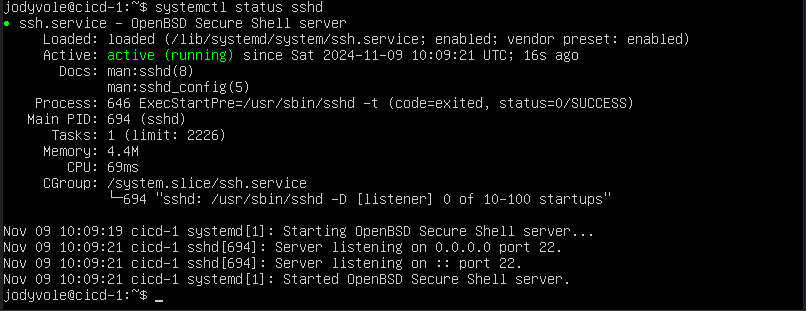 jodyvole@cicd-1:~$ systemctl status sshd
● ssh.service - OpenBSD Secure Shell server
Loaded: loaded (/lib/systemd/system/ssh.service; enabled; vendor preset: enabled)
Active: active (running) since Sat 2024-11-09 10:09:21 UTC; 16s ago
Docs: man:sshd(8)
man:sshd_config(5)
Process: 646 ExecStartPre=/usr/sbin/sshd -t (code=exited, status=0/SUCCESS)
Main PID: 694 (sshd)
Tasks: 1 (limit: 2226)
Memory: 4.4M
CPU: 69ms
CGroup: /system.slice/ssh.service
└─694 "sshd: /usr/sbin/sshd -D [listener] 0 of 10-100 startups"
Nov 09 10:09:19 cicd-1 systemd[1]: Starting OpenBSD Secure Shell server...
Nov 09 10:09:21 cicd-1 sshd[694]: Server listening on 0.0.0.0 port 22.
Nov 09 10:09:21 cicd-1 sshd[694]: Server listening on :: port 22.
Nov 09 10:09:21 cicd-1 systemd[1]: Started OpenBSD Secure Shell server.
jodyvole@cicd-1:~$ _